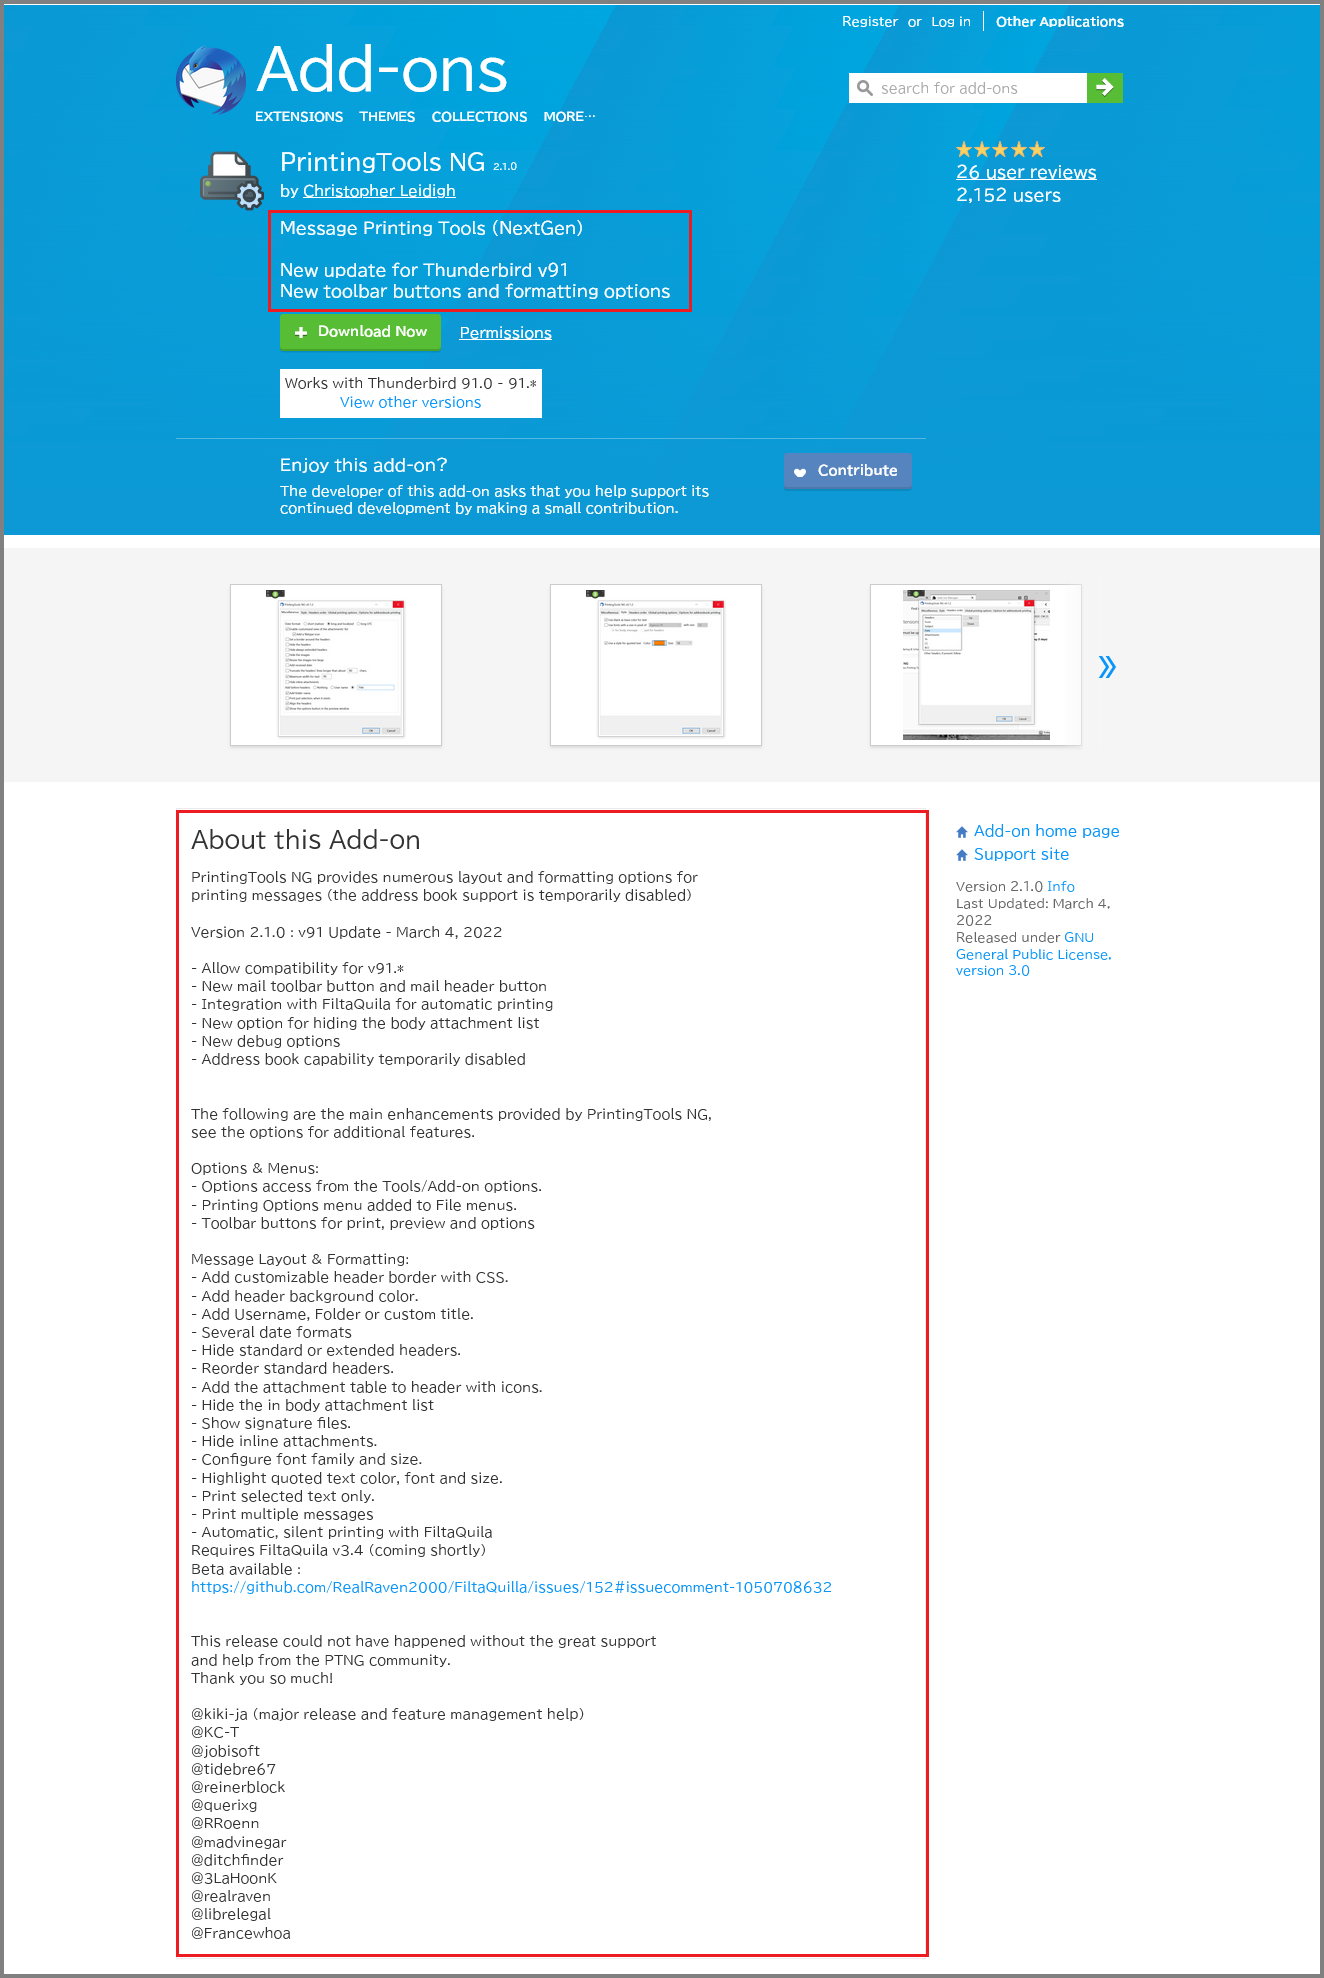 Register or Log in Other Applications
Add-ons
search for add-ons
EXTENSIONS THEMES COLLECTIONS MORE…
PrintingTools NG 2.1.0
by Christopher Leidigh
26 user reviews
2,152 users
Message Printing Tools (NextGen)
New update for Thunderbird v91
New toolbar buttons and formatting options
Download Now Permissions
Works with Thunderbird 91.0 - 91.*
View other versions
Enjoy this add-on?
The developer of this add-on asks that you help support its
continued development by making a small contribution.
Contribute
About this Add-on
PrintingTools NG provides numerous layout and formatting options for
printing messages (the address book support is temporarily disabled)
Version 2.1.0 : v91 Update - March 4, 2022
- Allow compatibility for v91.*
- New mail toolbar button and mail header button
- Integration with FiltaQuila for automatic printing
- New option for hiding the body attachment list
- New debug options
- Address book capability temporarily disabled
The following are the main enhancements provided by PrintingTools NG,
see the options for additional features.
Options & Menus:
- Options access from the Tools/Add-on options.
- Printing Options menu added to File menus.
- Toolbar buttons for print, preview and options
Message Layout & Formatting:
- Add customizable header border with CSS.
- Add header background color.
- Add Username, Folder or custom title.
- Several date formats
- Hide standard or extended headers.
- Reorder standard headers.
- Add the attachment table to header with icons.
- Hide the in body attachment list
- Show signature files.
- Hide inline attachments.
- Configure font family and size.
- Highlight quoted text color, font and size.
- Print selected text only.
- Print multiple messages
- Automatic, silent printing with FiltaQuila
Requires FiltaQuila v3.4 (coming shortly)
Beta available :
https://github.com/RealRaven2000/FiltaQuilla/issues/152#issuecomment-1050708632
This release could not have happened without the great support
and help from the PTNG community.
Thank you so much!
@kiki-ja (major release and feature management help)
@KC-T
@jobisoft
@tidebre67
@reinerblock
@querixg
@RRoenn
@madvinegar
@ditchfinder
@3LaHoonK
@realraven
@librelegal
@Francewhoa
Add-on home page
Support site
Version 2.1.0 Info
Last Updated: March 4,
2022
Released under GNU
General Public License,
version 3.0